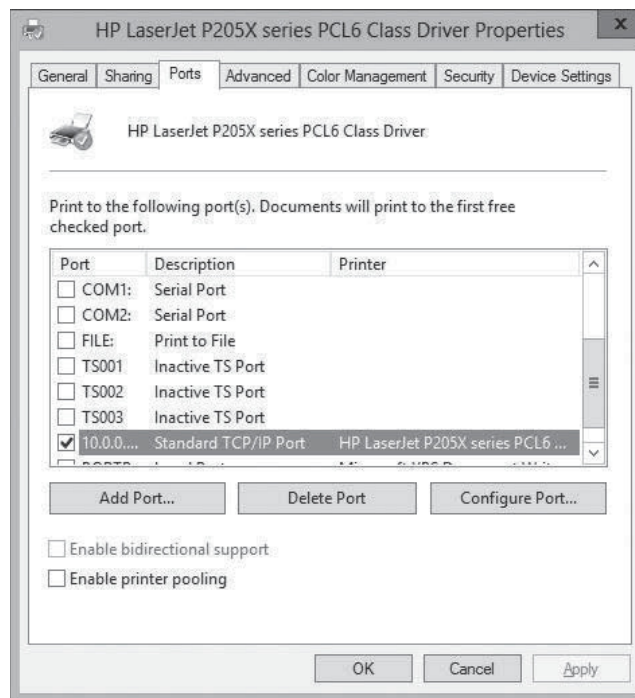 HP LaserJet P205X series PCL6 Class Driver Properties
x
General Sharing Ports Advanced Color Management Security Device Settings
HP LaserJet P205X series PCL6 Class Driver
Print to the following port(s). Documents will print to the first free
checked port.
Port Description Printer
COM1: Serial Port
COM2: Serial Port
FILE: Print to File
TS001 Inactive TS Port
TS002 Inactive TS Port
TS003 Inactive TS Port
10.0.0.... Standard TCP/IP Port HP LaserJet P205X series PCL6 ...
Add Port... Delete Port Configure Port...
Enable bidirectional support
Enable printer pooling
OK Cancel Apply